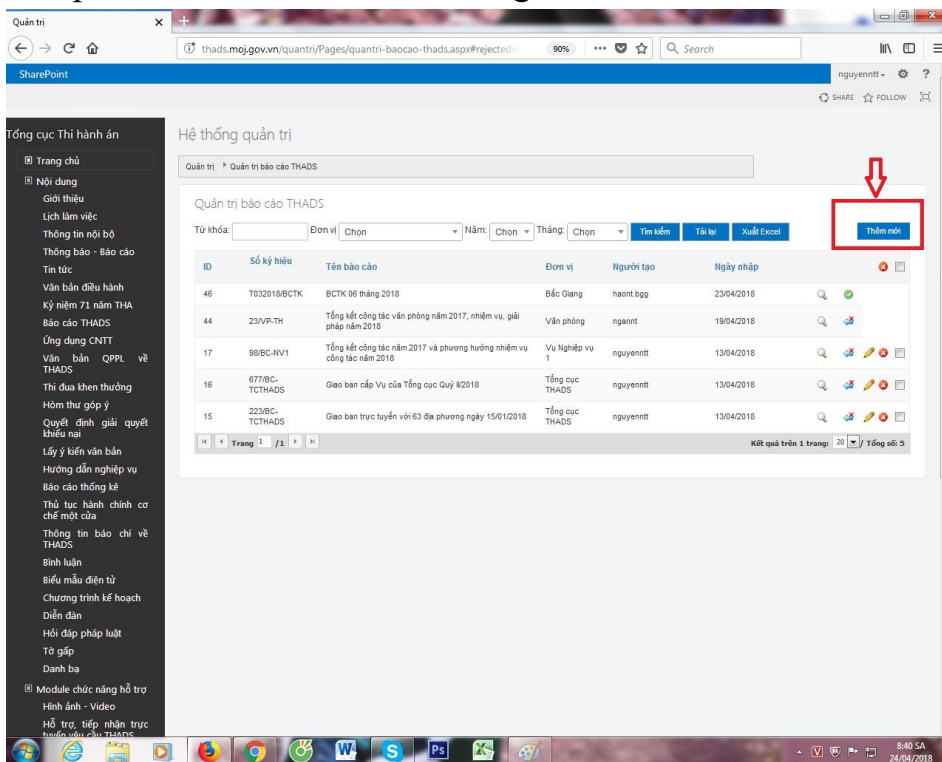 Quản trị
thads.moj.gov.vn/quantri/Pages/quantri-baocao-thads.aspx#rejected=
90%
Search
SharePoint
nguyenntt
SHARE
FOLLOW
Tổng cục Thi hành án
Trang chủ
Nội dung
Giới thiệu
Lịch làm việc
Thông tin nội bộ
Thông báo - Báo cáo
Tin tức
Văn bản điều hành
Kỷ niệm 71 năm THA
Báo cáo THADS
Ứng dụng CNTT
Văn bản QPPL về
THADS
Thi đua khen thưởng
Hòm thư góp ý
Quyết định giải quyết
khiếu nại
Lấy ý kiến văn bản
Hướng dẫn nghiệp vụ
Báo cáo thống kê
Thủ tục hành chính cơ
chế một cửa
Thông tin báo chí về
THADS
Bình luận
Biểu mẫu điện tử
Chương trình kế hoạch
Diễn đàn
Hỏi đáp pháp luật
Tờ gấp
Danh bạ
Module chức năng hỗ trợ
Hình ảnh - Video
Hỗ trợ, tiếp nhận trực
tuyến yêu cầu THADS
Hệ thống quản trị
Quản trị Quản trị báo cáo THADS
Quản trị báo cáo THADS
Từ khóa: Đơn vị Chọn Năm: Chọn Tháng: Chọn Tìm kiếm Tải lại Xuất Excel Thêm mới
ID Số ký hiệu Tên báo cáo Đơn vị Người tạo Ngày nhập
46 T032018/BCTK BCTK 06 tháng 2018 Bắc Giang haont.bgg 23/04/2018
44 23/VP-TH Tổng kết công tác văn phòng năm 2017, nhiệm vụ, giải
pháp năm 2018 Văn phòng ngannt 19/04/2018
17 98/BC-NV1 Tổng kết công tác năm 2017 và phương hướng nhiệm vụ
công tác năm 2018 Vụ Nghiệp vụ
1 nguyenntt 13/04/2018
16 677/BC-
TCTHADS Giao ban cấp Vụ của Tổng cục Quý II/2018 Tổng cục
THADS nguyenntt 13/04/2018
15 223/BC-
TCTHADS Giao ban trực tuyến với 63 địa phương ngày 15/01/2018 Tổng cục
THADS nguyenntt 13/04/2018
Trang 1 /1 Kết quả trên 1 trang: 20 / Tổng số: 5
8:40 SA
24/04/2018